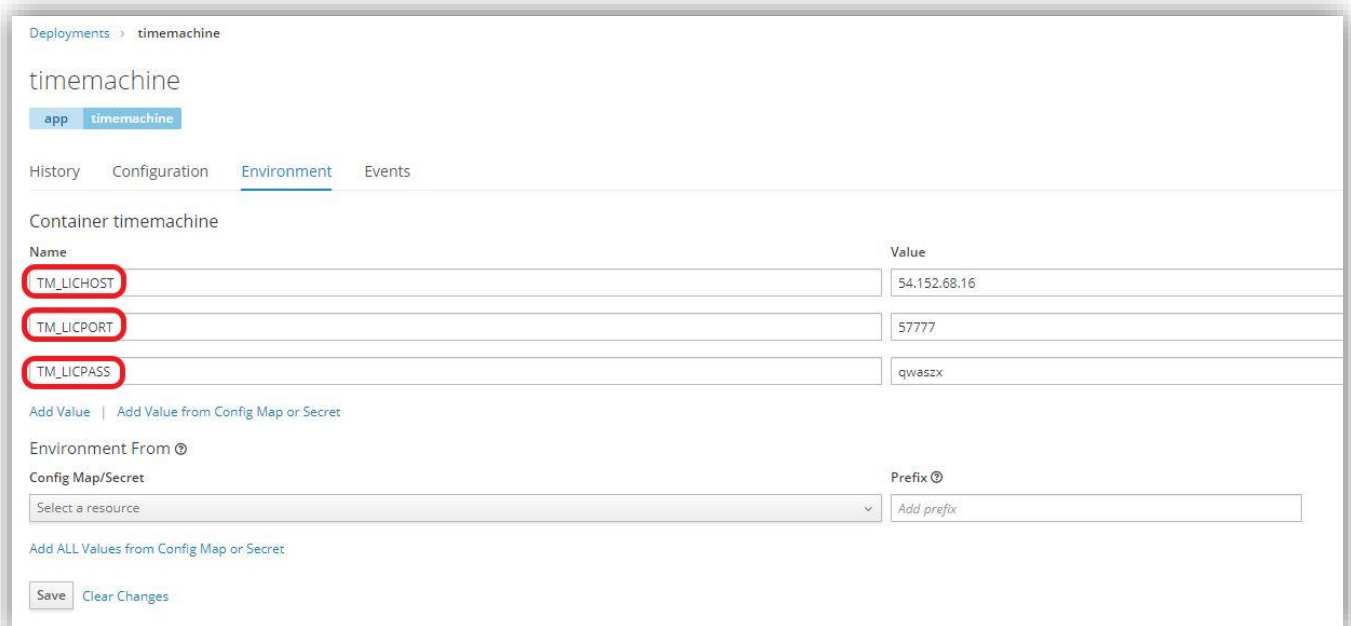 Deployments › timemachine
timemachine
app timemachine
History Configuration Environment Events
Container timemachine
Name Value
TM_LICHOST 54.152.68.16
TM_LICPORT 57777
TM_LICPASS qwaszx
Add Value | Add Value from Config Map or Secret
Environment From
Config Map/Secret Prefix
Select a resource Add prefix
Add ALL Values from Config Map or Secret
Save Clear Changes